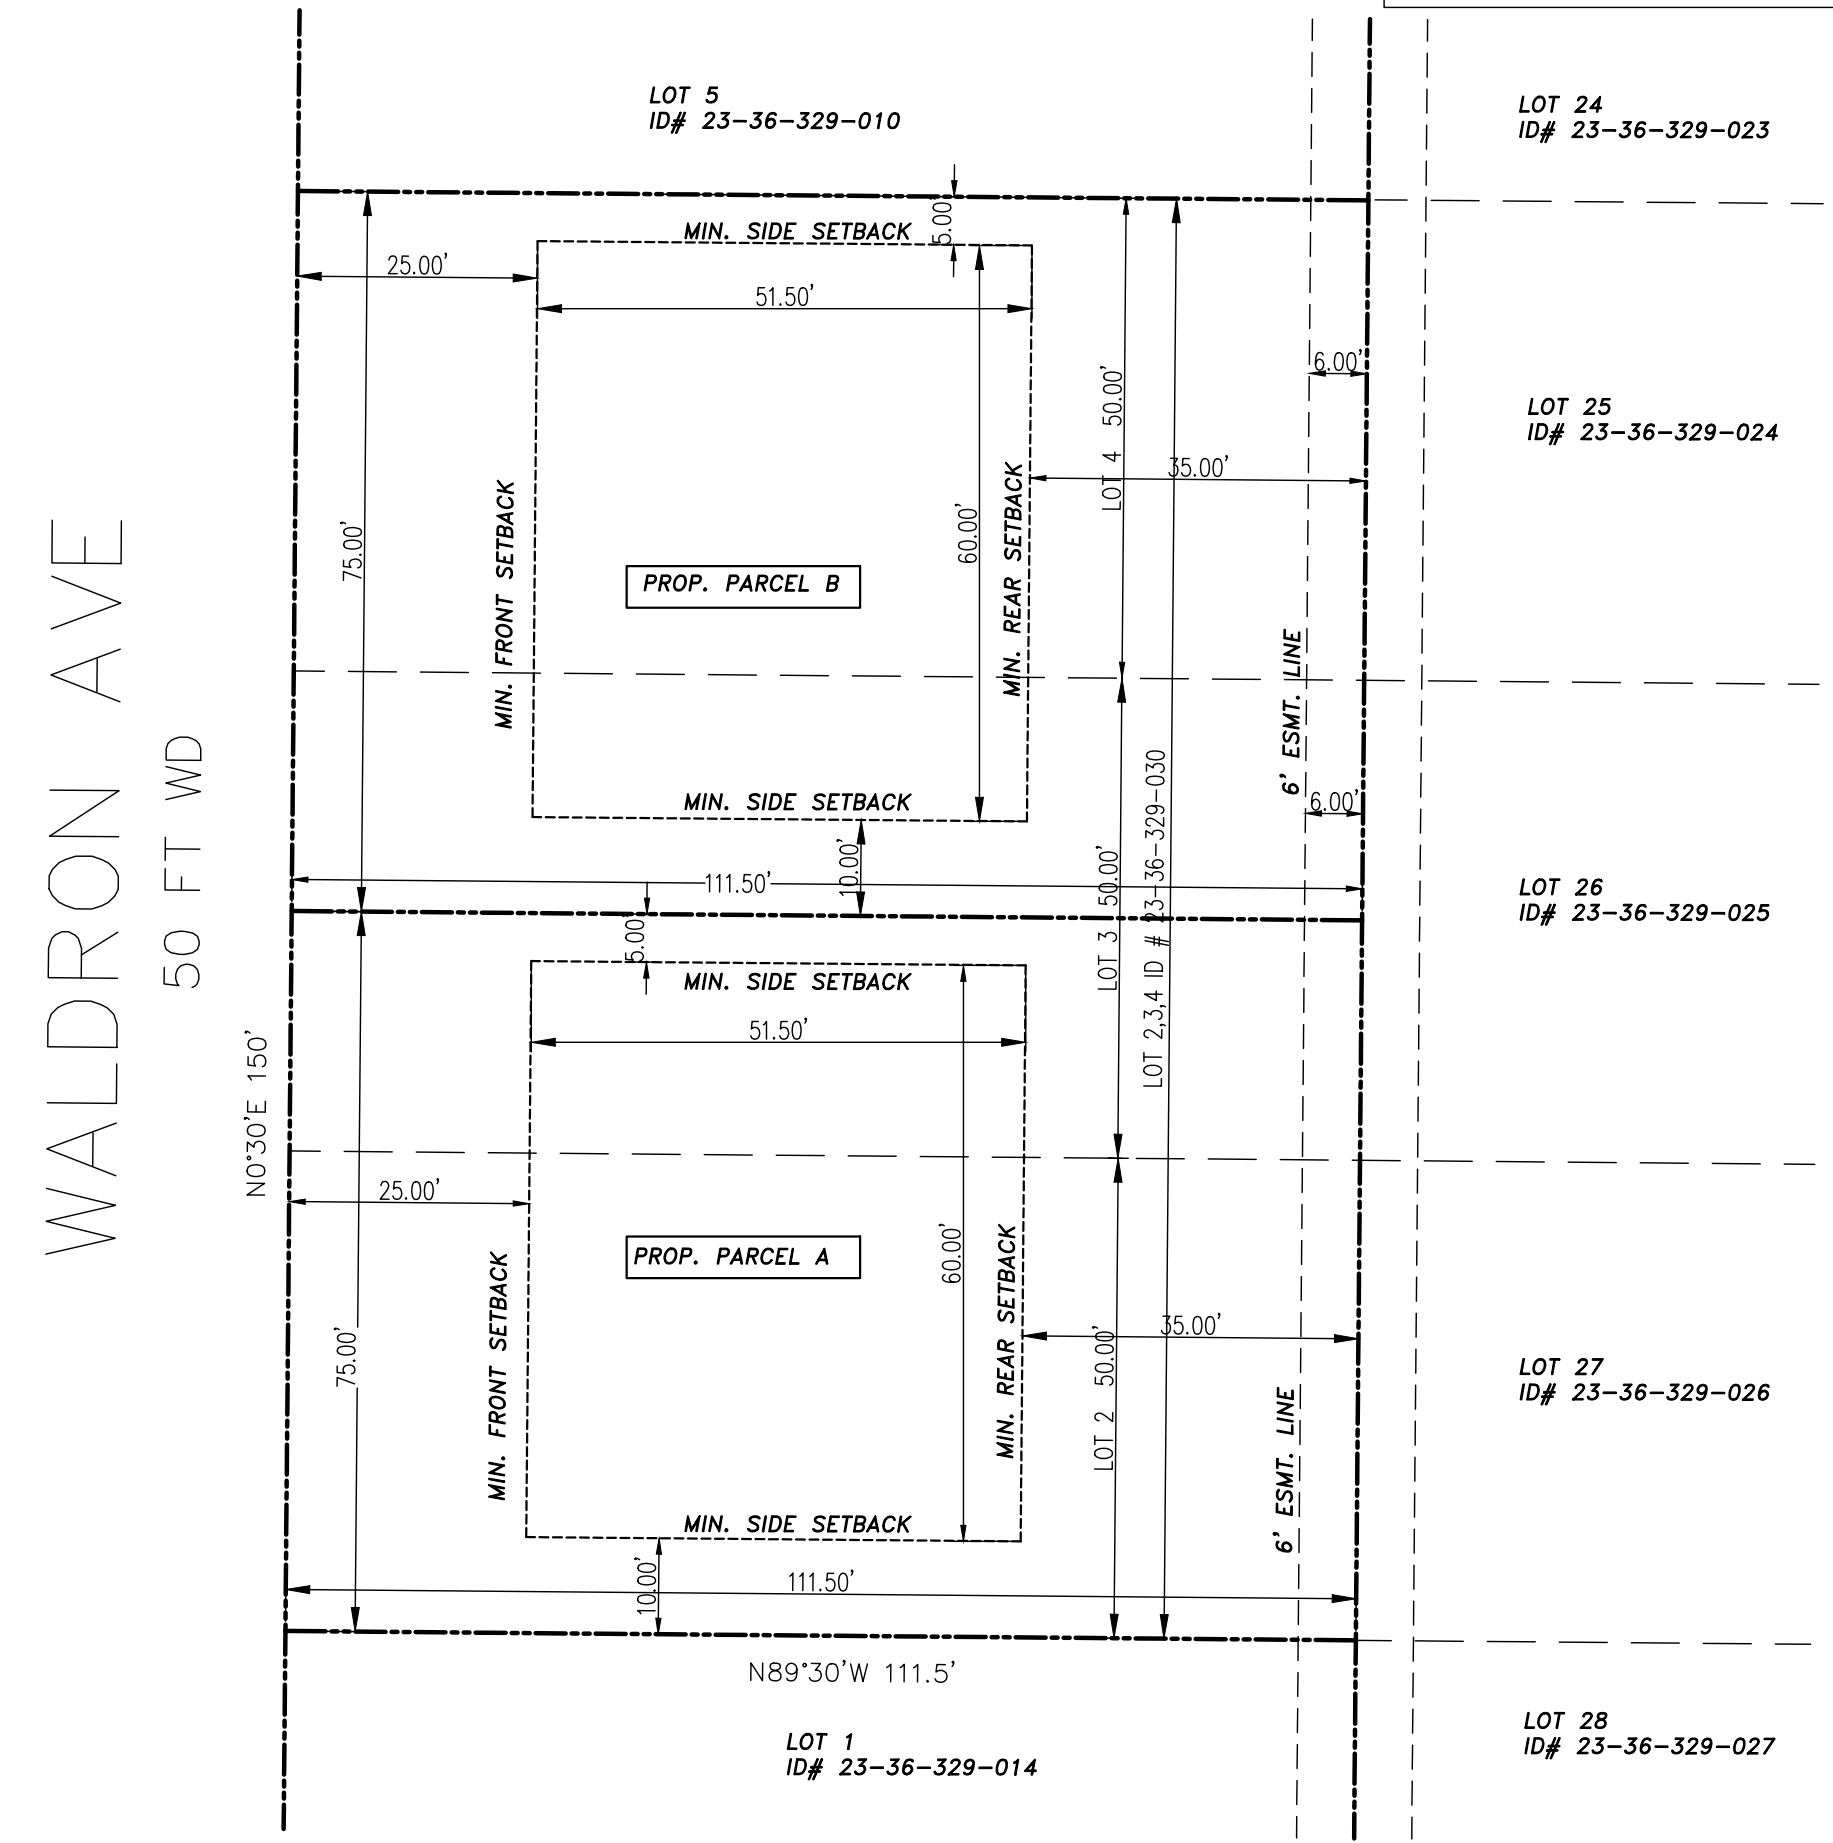 LOT 5
ID# 23-36-329-010
LOT 24
ID# 23-36-329-023
MIN. SIDE SETBACK
5.00'
25.00'
51.50'
6.00'
LOT 25
ID# 23-36-329-024
LOT 4 50.00'
35.00'
75.00'
MIN. FRONT SETBACK
60.00'
MIN. REAR SETBACK
PROP. PARCEL B
WALDRON AVE
50 FT WD
6' ESMT. LINE
6.00'
MIN. SIDE SETBACK
10.00'
111.50'
LOT 3 50.00'
LOT 2,3,4 ID # 23-36-329-030
LOT 26
ID# 23-36-329-025
5.00'
MIN. SIDE SETBACK
51.50'
N0°30'E 150'
25.00'
PROP. PARCEL A
60.00'
MIN. FRONT SETBACK
MIN. REAR SETBACK
75.00'
35.00'
LOT 2 50.00'
6' ESMT. LINE
LOT 27
ID# 23-36-329-026
MIN. SIDE SETBACK
10.00'
111.50'
N89°30'W 111.5'
LOT 1
ID# 23-36-329-014
LOT 28
ID# 23-36-329-027